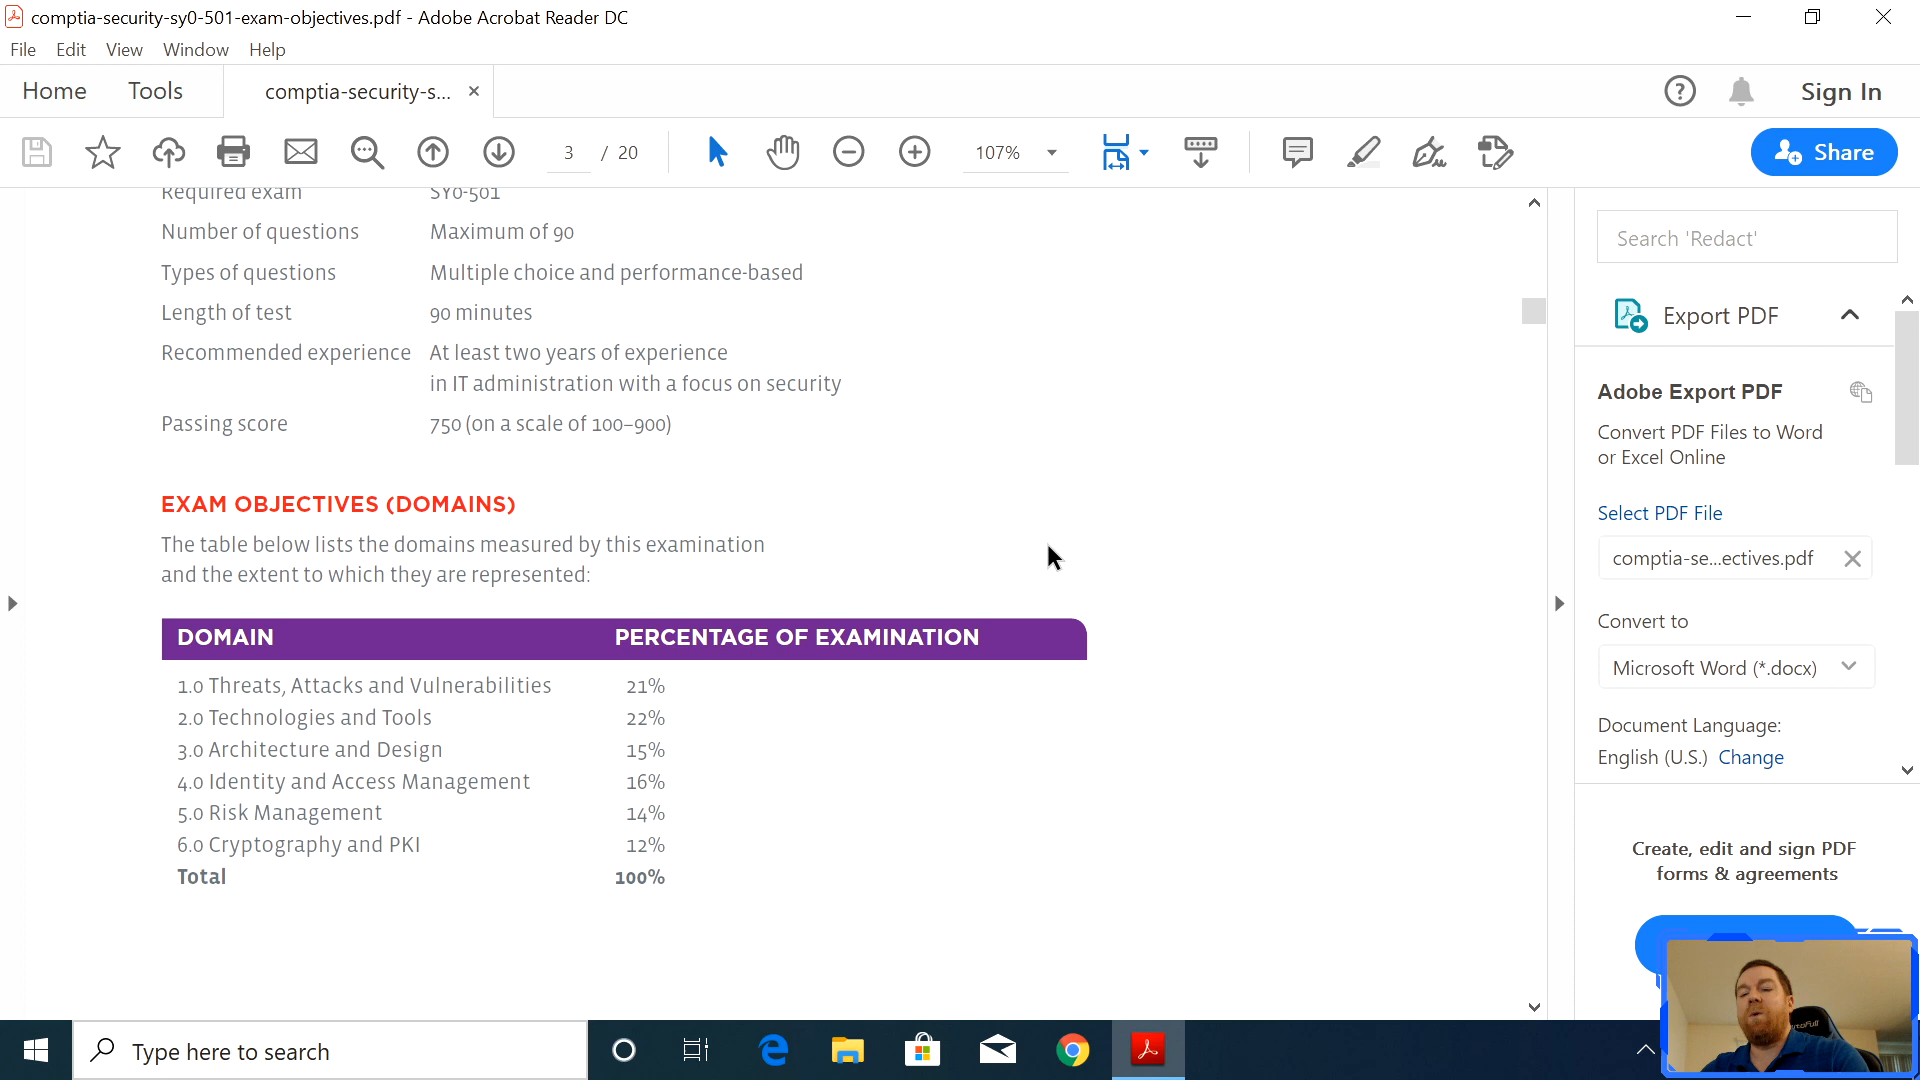 comptia-security-sy0-501-exam-objectives.pdf - Adobe Acrobat Reader DC
File Edit View Window Help
Home Tools comptia-security-s... ×
Sign In
3 / 20 107% Share
Required exam SY0-501
Number of questions Maximum of 90
Types of questions Multiple choice and performance-based
Length of test 90 minutes
Recommended experience At least two years of experience
in IT administration with a focus on security
Passing score 750 (on a scale of 100–900)
EXAM OBJECTIVES (DOMAINS)
The table below lists the domains measured by this examination
and the extent to which they are represented:
DOMAIN PERCENTAGE OF EXAMINATION
1.0 Threats, Attacks and Vulnerabilities 21%
2.0 Technologies and Tools 22%
3.0 Architecture and Design 15%
4.0 Identity and Access Management 16%
5.0 Risk Management 14%
6.0 Cryptography and PKI 12%
Total 100%
Search 'Redact'
Export PDF
Adobe Export PDF
Convert PDF Files to Word
or Excel Online
Select PDF File
comptia-se...ectives.pdf
Convert to
Microsoft Word (*.docx)
Document Language:
English (U.S.) Change
Create, edit and sign PDF
forms & agreements
Type here to search